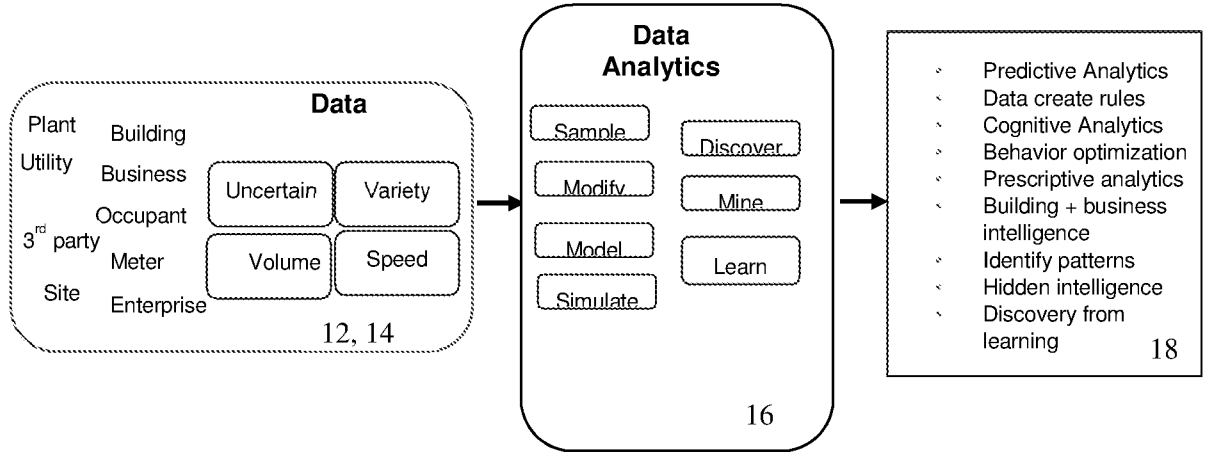 Data
Plant
Building
Utility
Business
Occupant
3rd party
Meter
Site
Enterprise
Uncertain
Variety
Volume
Speed
12, 14
Data
Analytics
Sample
Modify
Model
Simulate
Discover
Mine
Learn
16
Predictive Analytics
Data create rules
Cognitive Analytics
Behavior optimization
Prescriptive analytics
Building + business
intelligence
Identify patterns
Hidden intelligence
Discovery from
learning
18